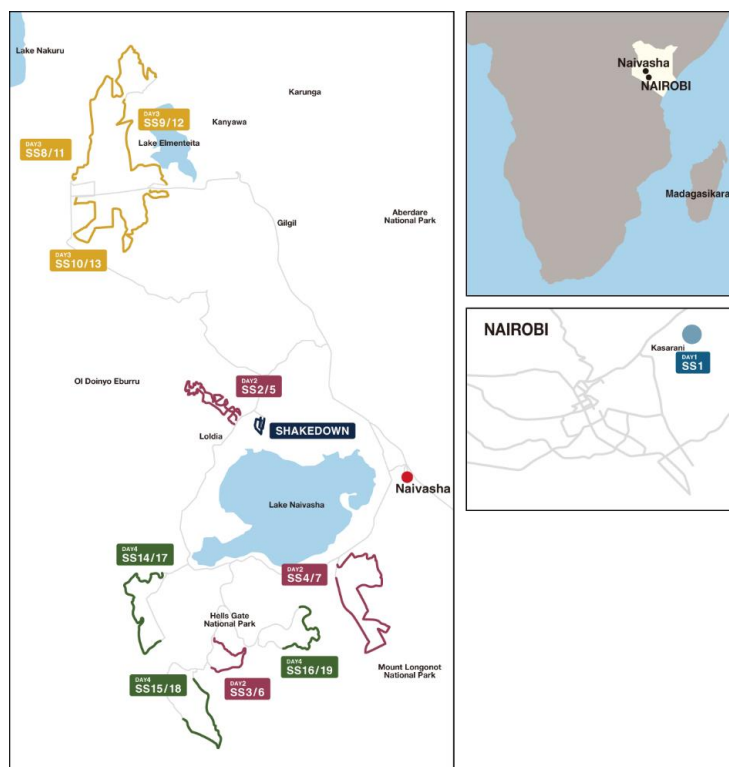 Lake Nakuru
Karunga
DAY3
SS9/12
Kanyawa
Lake Elmenteita
DAY3
SS8/11
Aberdare
National Park
Gilgil
DAY3
SS10/13
Ol Doinyo Eburru
DAY2
SS2/5
SHAKEDOWN
Loldia
Naivasha
Lake Naivasha
DAY4
SS14/17
DAY2
SS4/7
Hells Gate
National Park
Mount Longonot
National Park
DAY4
SS16/19
DAY4
SS15/18
DAY2
SS3/6
Naivasha
NAIROBI
Madagasikara
NAIROBI
Kasarani
DAY1
SS1